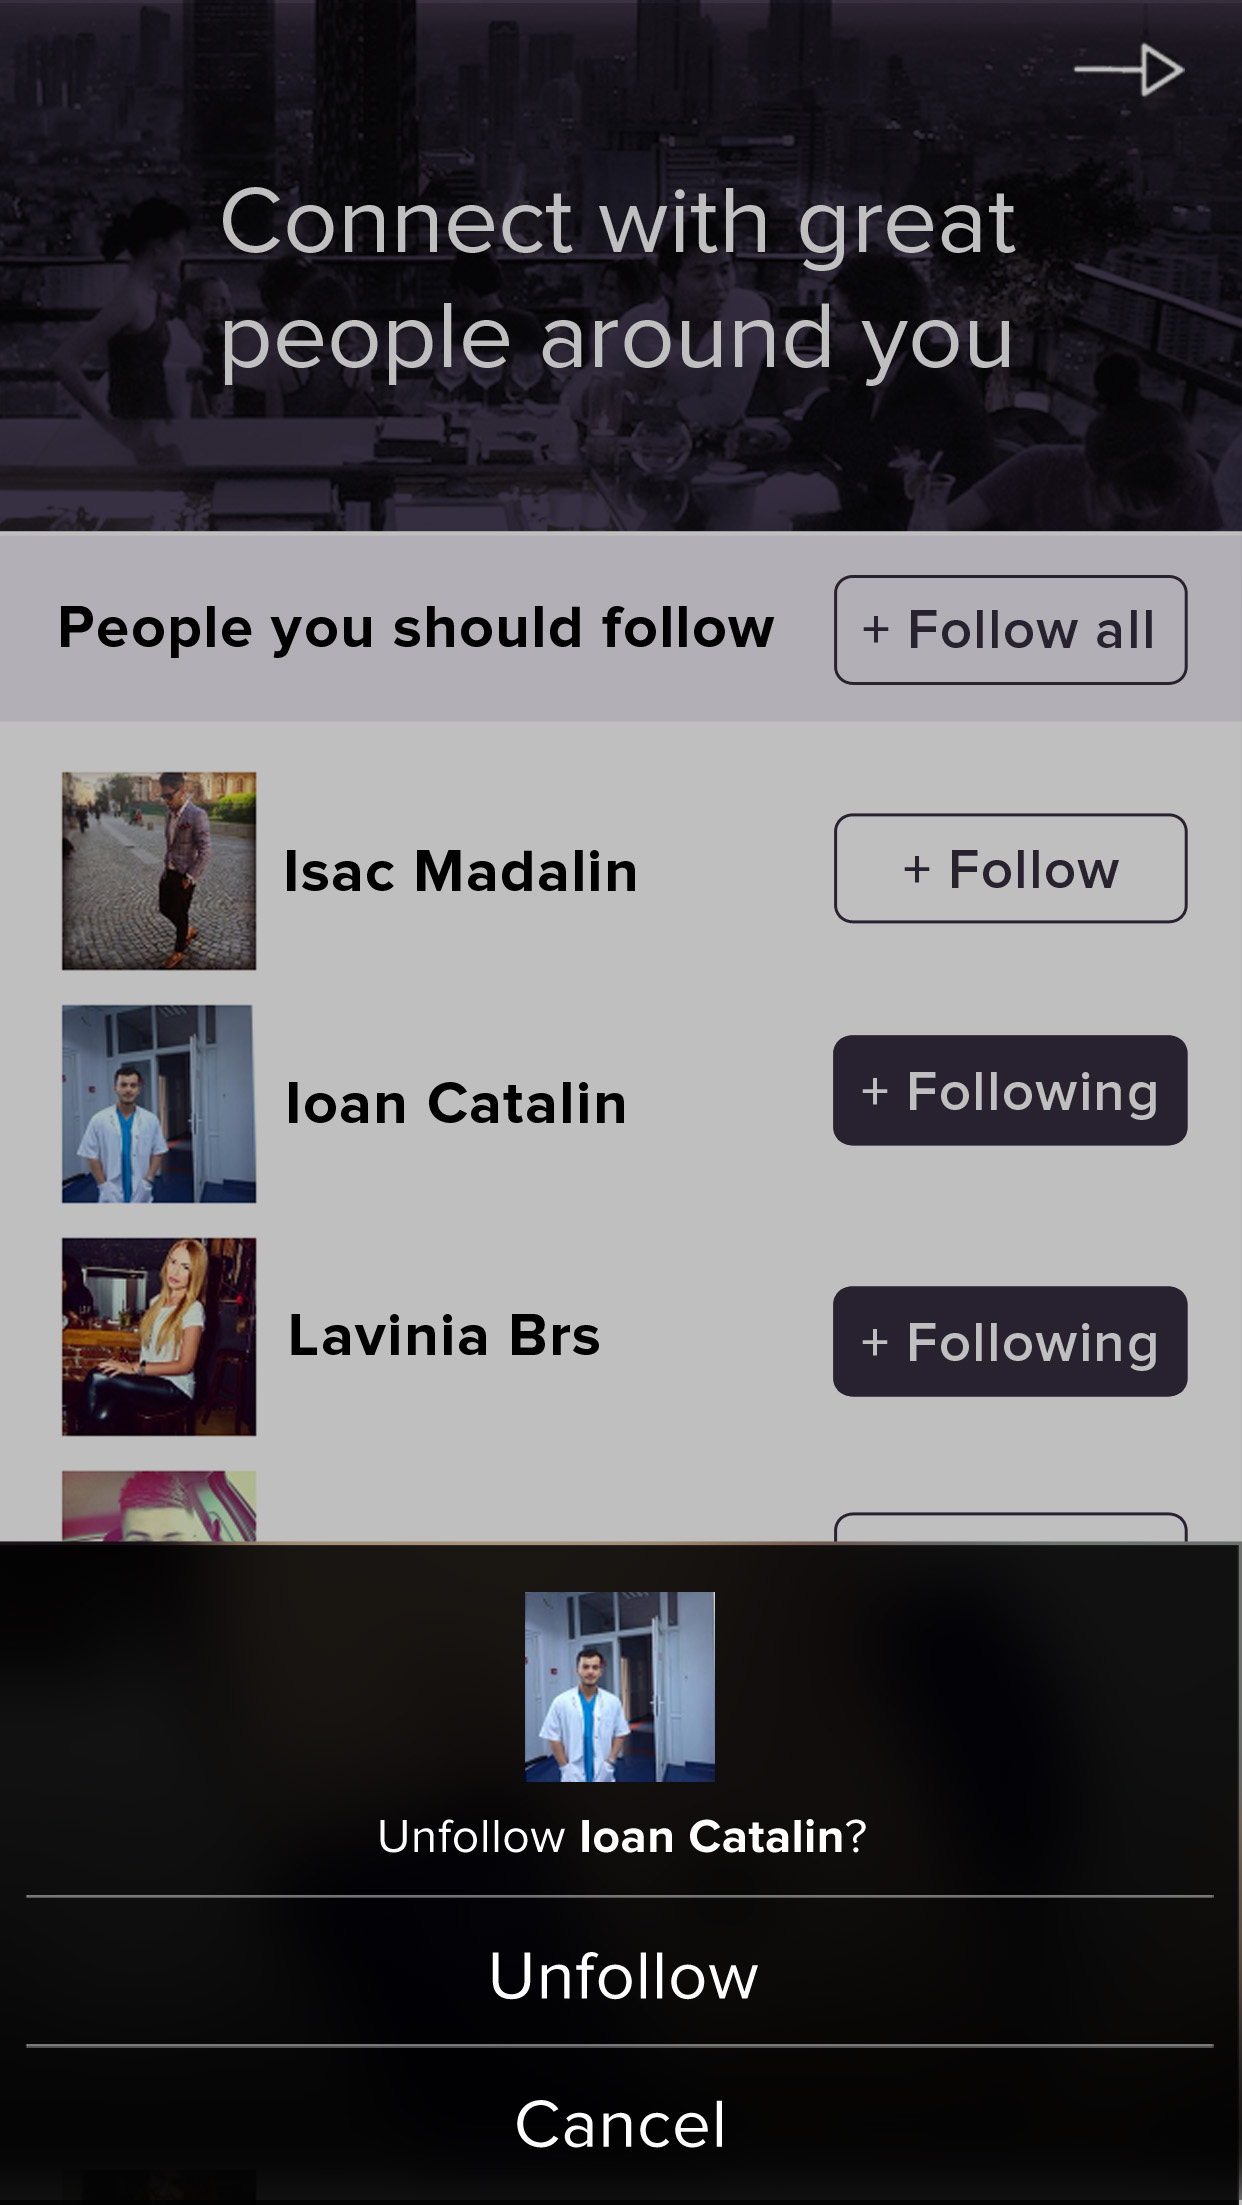 Connect with great
people around you
People you should follow
+ Follow all
Isac Madalin
+ Follow
Ioan Catalin
+ Following
Lavinia Brs
+ Following
Unfollow Ioan Catalin?
Unfollow
Cancel